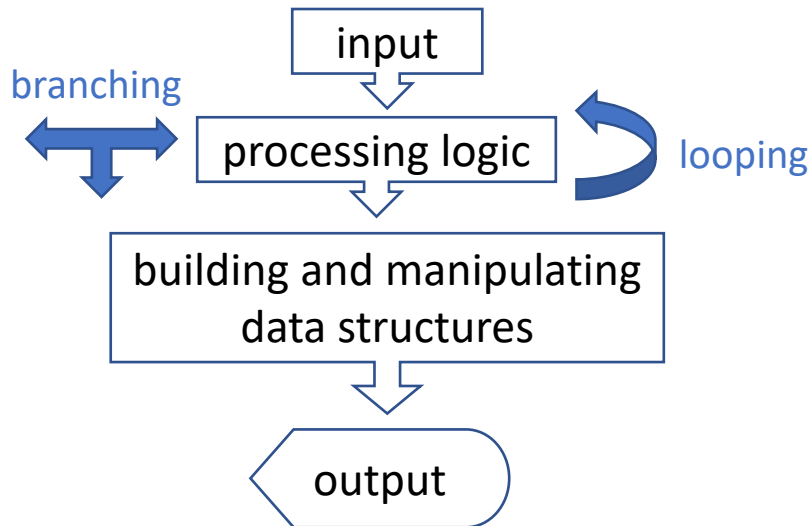 input
branching
processing logic
looping
building and manipulating
data structures
output